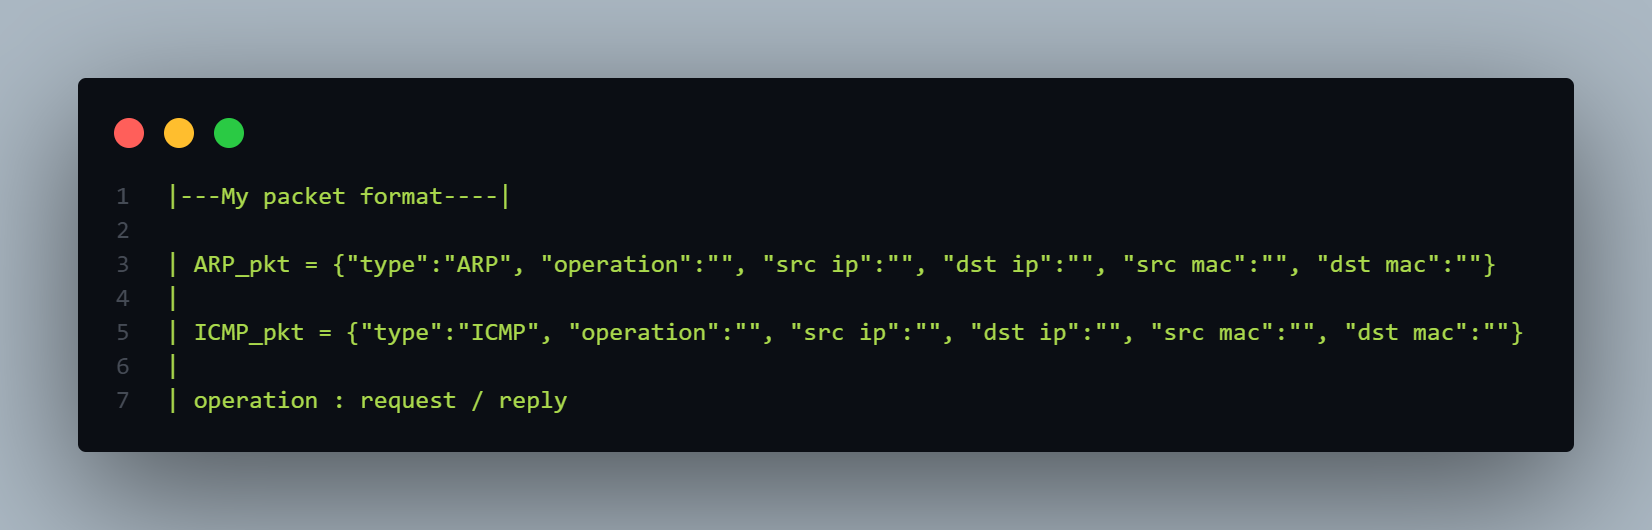 1 |---My packet format----|
2
3 | ARP_pkt = {"type":"ARP", "operation":"", "src ip":"", "dst ip":"", "src mac":"", "dst mac":""}
4 |
5 | ICMP_pkt = {"type":"ICMP", "operation":"", "src ip":"", "dst ip":"", "src mac":"", "dst mac":""}
6 |
7 | operation : request / reply